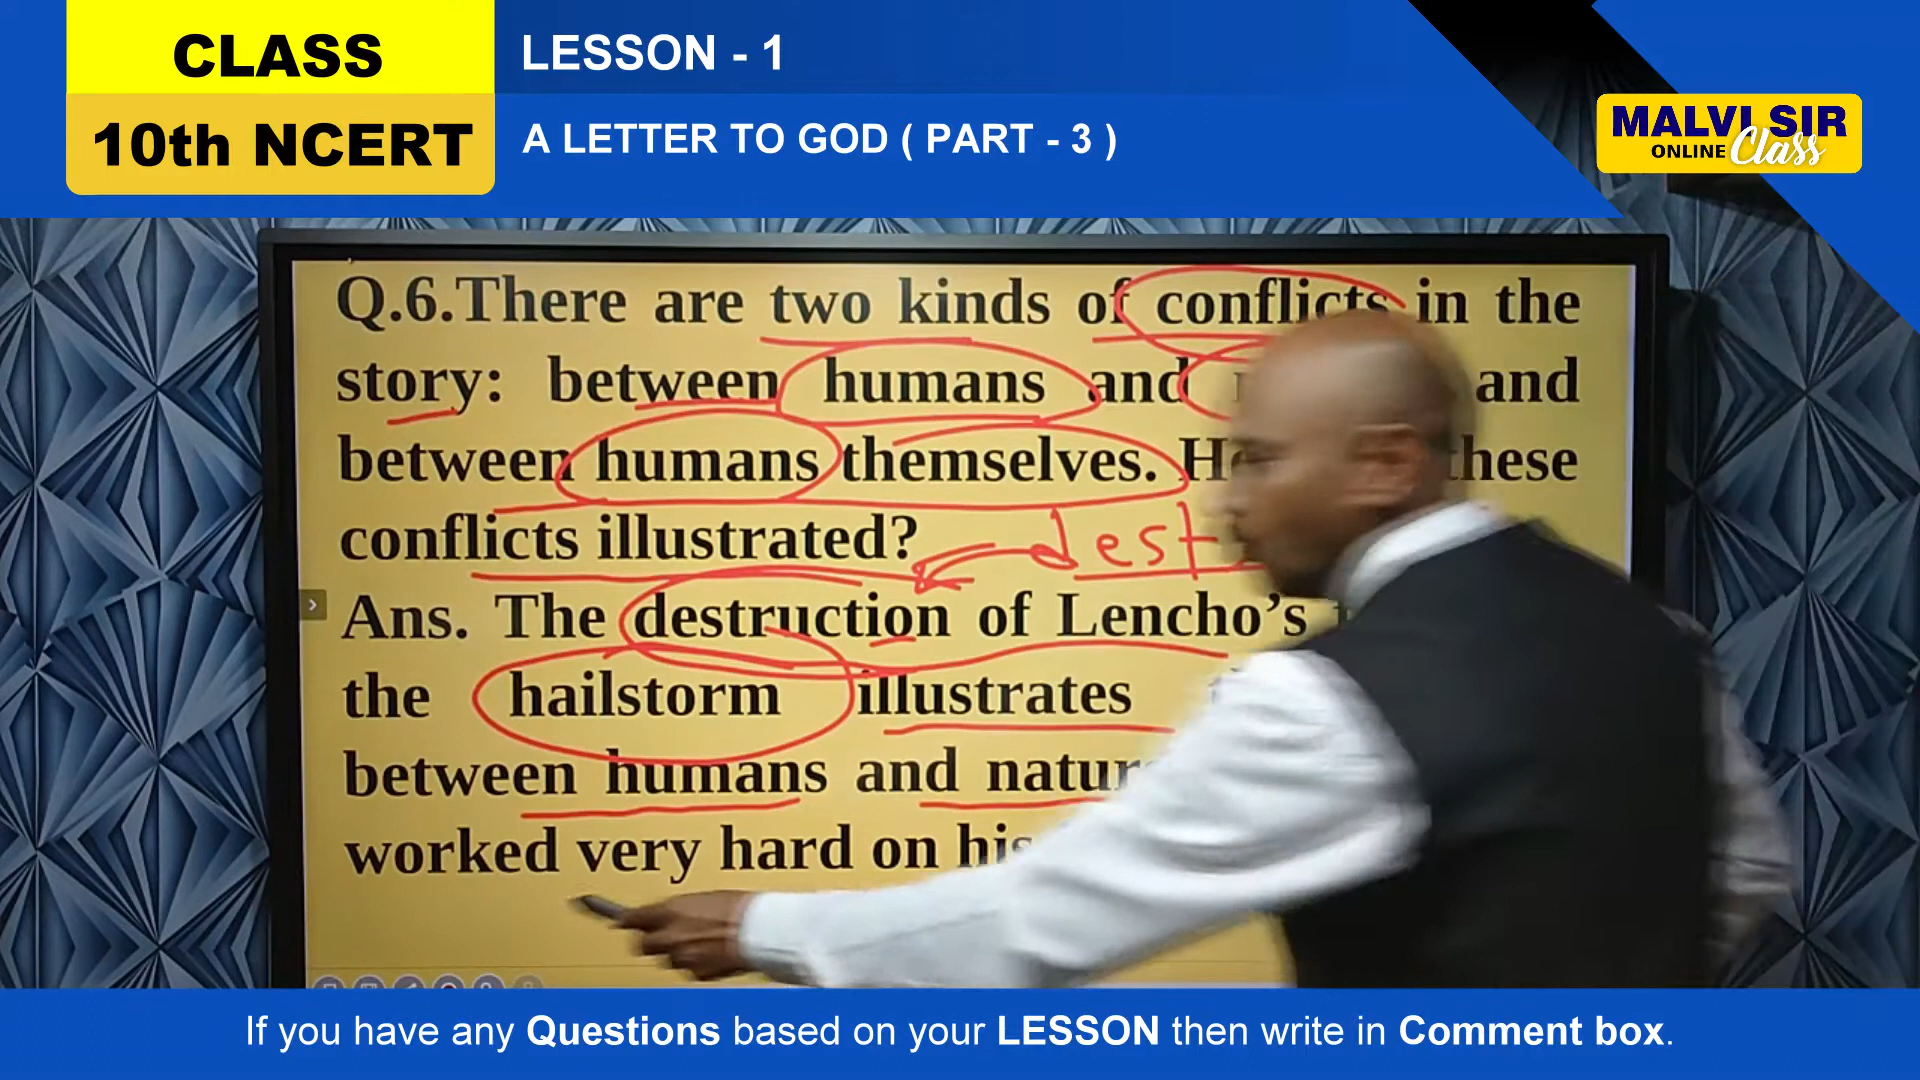 CLASS
10th NCERT
LESSON - 1
A LETTER TO GOD ( PART - 3 )
MALVI SIR
ONLINE Class
Q.6.There are two kinds of conflicts in the
story: between humans and and
between humans themselves. these
conflicts illustrated?
Ans. The destruction of Lencho's
the hailstorm illustrates
between humans and
worked very hard on his
If you have any Questions based on your LESSON then write in Comment box.